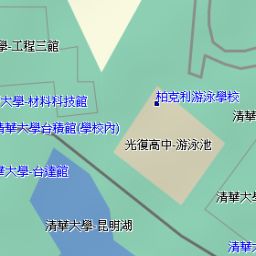 學-工程三館
柏克利游泳學校
大學-材料科技館
清華
清華大學台積館(學校內)
光復高中-游泳池
華大學-台達館
清華大學
清華大學-昆明湖
清華大